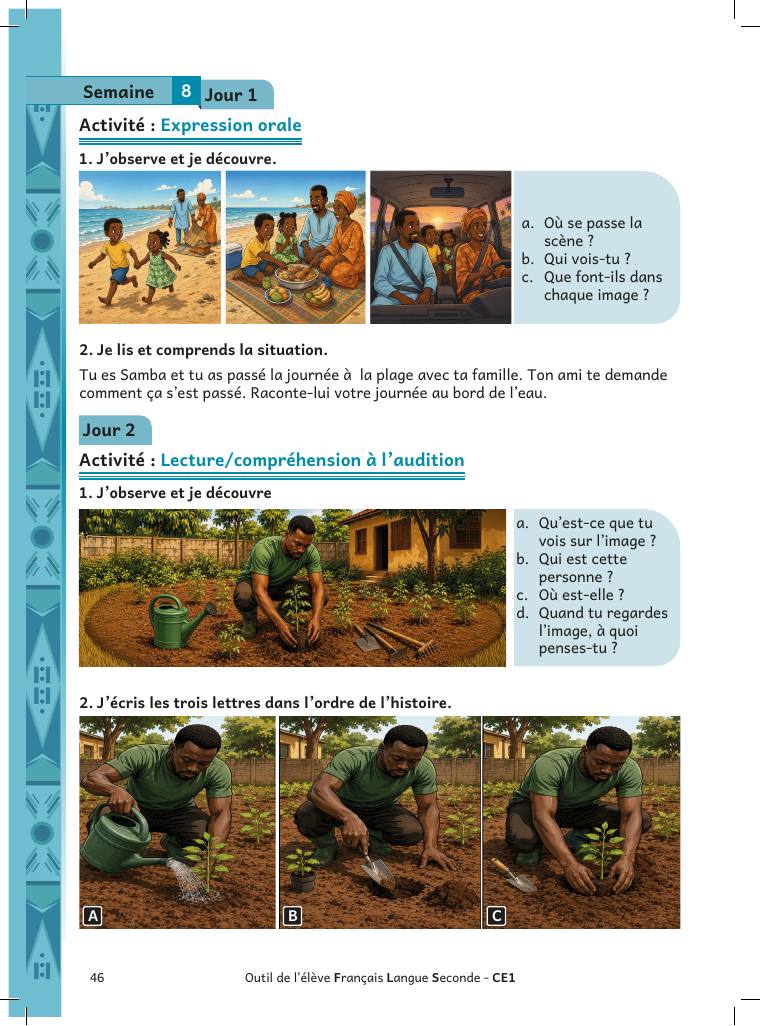 Semaine 8 Jour 1
Activité : Expression orale
1. J’observe et je découvre.
a. Où se passe la
scène ?
b. Qui vois-tu ?
c. Que font-ils dans
chaque image ?
2. Je lis et comprends la situation.
Tu es Samba et tu as passé la journée à la plage avec ta famille. Ton ami te demande
comment ça s’est passé. Raconte-lui votre journée au bord de l’eau.
Jour 2
Activité : Lecture/compréhension à l’audition
1. J’observe et je découvre
a. Qu’est-ce que tu
vois sur l’image ?
b. Qui est cette
personne ?
c. Où est-elle ?
d. Quand tu regardes
l’image, à quoi
penses-tu ?
2. J’écris les trois lettres dans l’ordre de l’histoire.
A B C
46 Outil de l’élève Français Langue Seconde - CE1